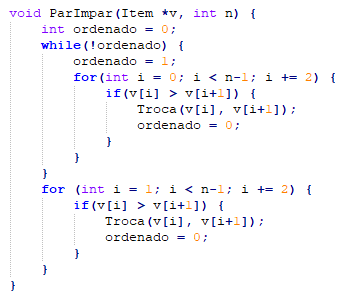 void ParImpar(Item *v, int n) {
    int ordenado = 0;
    while(!ordenado) {
        ordenado = 1;
        for(int i = 0; i < n-1; i += 2) {
            if(v[i] > v[i+1]) {
                Troca(v[i], v[i+1]);
                ordenado = 0;
            }
        }
    }
    for (int i = 1; i < n-1; i += 2) {
        if(v[i] > v[i+1]) {
            Troca(v[i], v[i+1]);
            ordenado = 0;
        }
    }
}